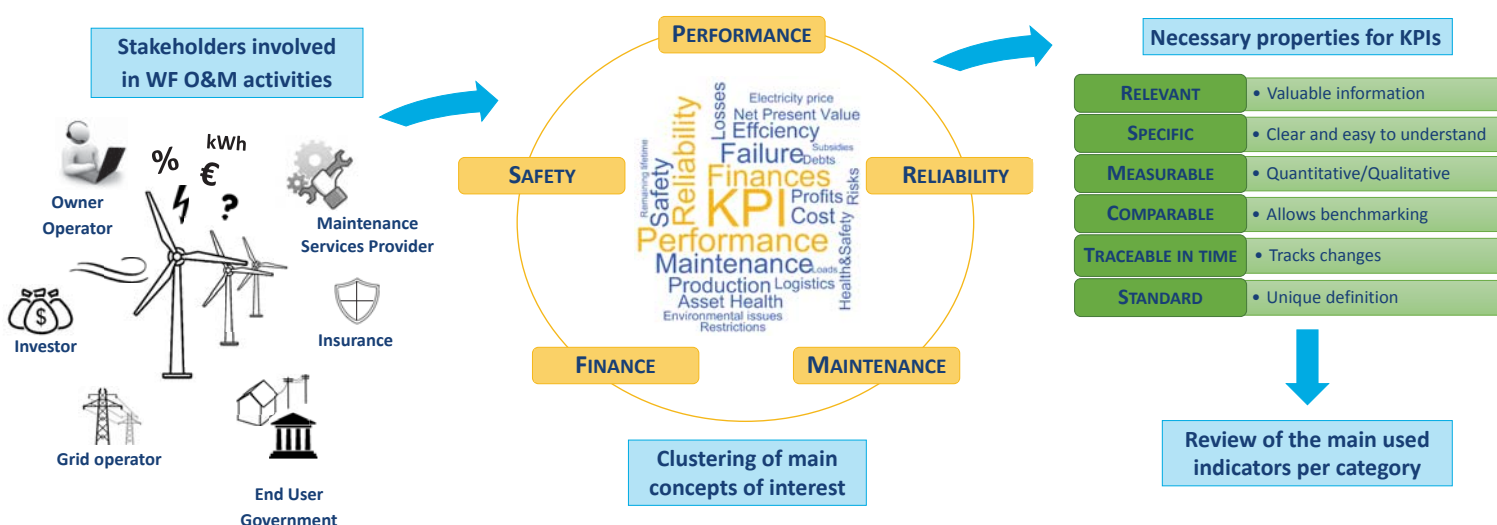 Stakeholders involved
in WF O&M activities
%
kWh
€
?
Owner
Operator
Maintenance
Services Provider
Investor
$
Insurance
Grid operator
End User
Government
PERFORMANCE
SAFETY
RELIABILITY
FINANCE
MAINTENANCE
Electricity price
Net Present Value
Effciency
Subsidies
Failure
Debts
Finances
KPI
Profits
Cost
Performance
Maintenance
Loads
Production
Logistics
Asset Health
Environmental issues
Restrictions
Losses
Reliability
Safety
Remaining lifetime
Risks
Health&Safety
Clustering of main
concepts of interest
Necessary properties for KPIs
RELEVANT • Valuable information
SPECIFIC • Clear and easy to understand
MEASURABLE • Quantitative/Qualitative
COMPARABLE • Allows benchmarking
TRACEABLE IN TIME • Tracks changes
STANDARD • Unique definition
Review of the main used
indicators per category